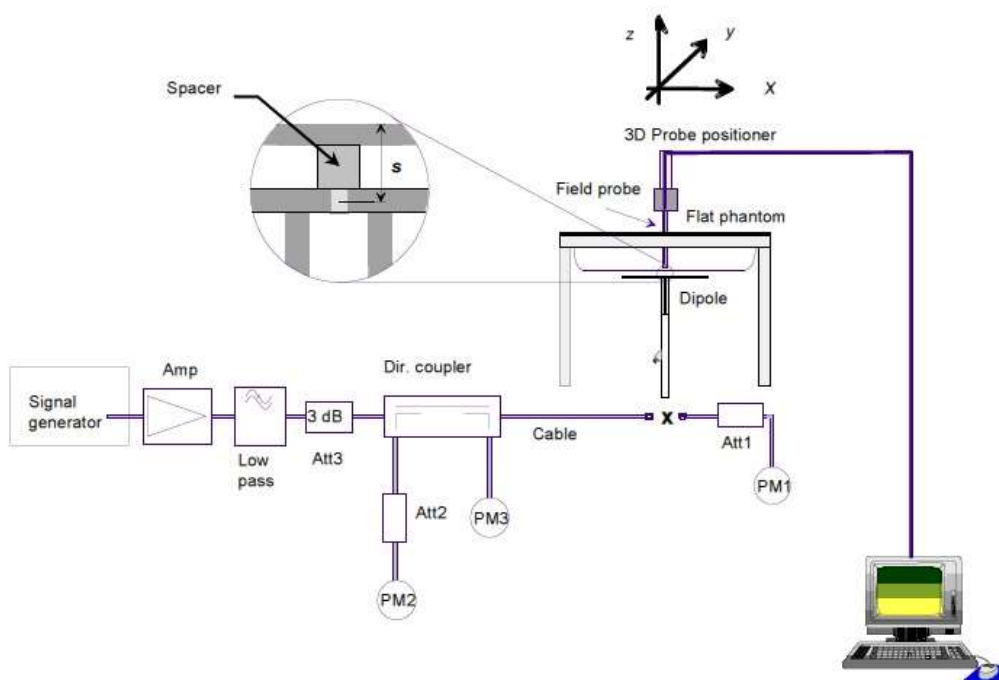 z
y
X
Spacer
3D Probe positioner
s
Field probe
Flat phantom
Dipole
Signal
generator
Amp
Low
pass
3 dB
Att3
Dir. coupler
Cable
X
Att1
PM1
Att2
PM3
PM2